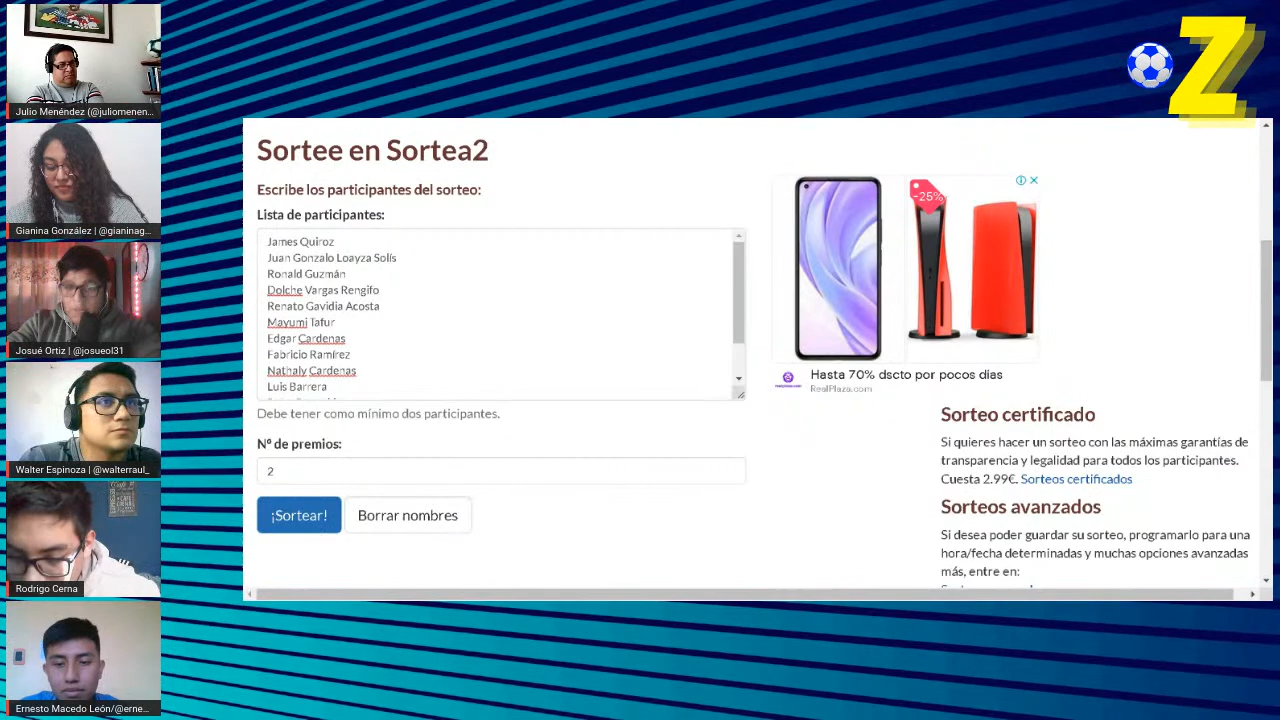 Z
Julio Menéndez (@juliomenen...
Gianina González | @gianinag...
Josué Ortiz | @josueol31
Walter Espinoza | @walterraul_
Rodrigo Cerna
Ernesto Macedo León/@erne...
Sortee en Sortea2
Escribe los participantes del sorteo:
Lista de participantes:
James Quiroz
Juan Gonzalo Loayza Solís
Ronald Guzmán
Dolche Vargas Rengifo
Renato Gavidia Acosta
Mayumi Tafur
Edgar Cardenas
Fabricio Ramírez
Nathaly Cardenas
Luis Barrera
Debe tener como mínimo dos participantes.
Nº de premios:
2
¡Sortear!
Borrar nombres
-25%
Hasta 70% dscto por pocos días
RealPlaza.com
Sorteo certificado
Si quieres hacer un sorteo con las máximas garantías de
transparencia y legalidad para todos los participantes.
Cuesta 2.99€. Sorteos certificados
Sorteos avanzados
Si desea poder guardar su sorteo, programarlo para una
hora/fecha determinadas y muchas opciones avanzadas
más, entre en: